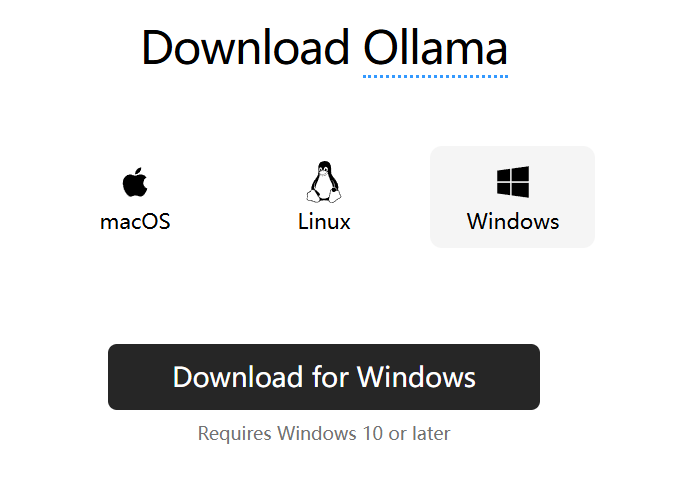 Download Ollama
macOS
Linux
Windows
Download for Windows
Requires Windows 10 or later